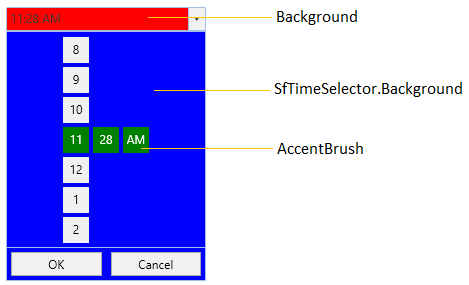 11:28 AM
Background
8
9
SfTimeSelector.Background
10
11 28 AM
AccentBrush
12
1
2
OK Cancel